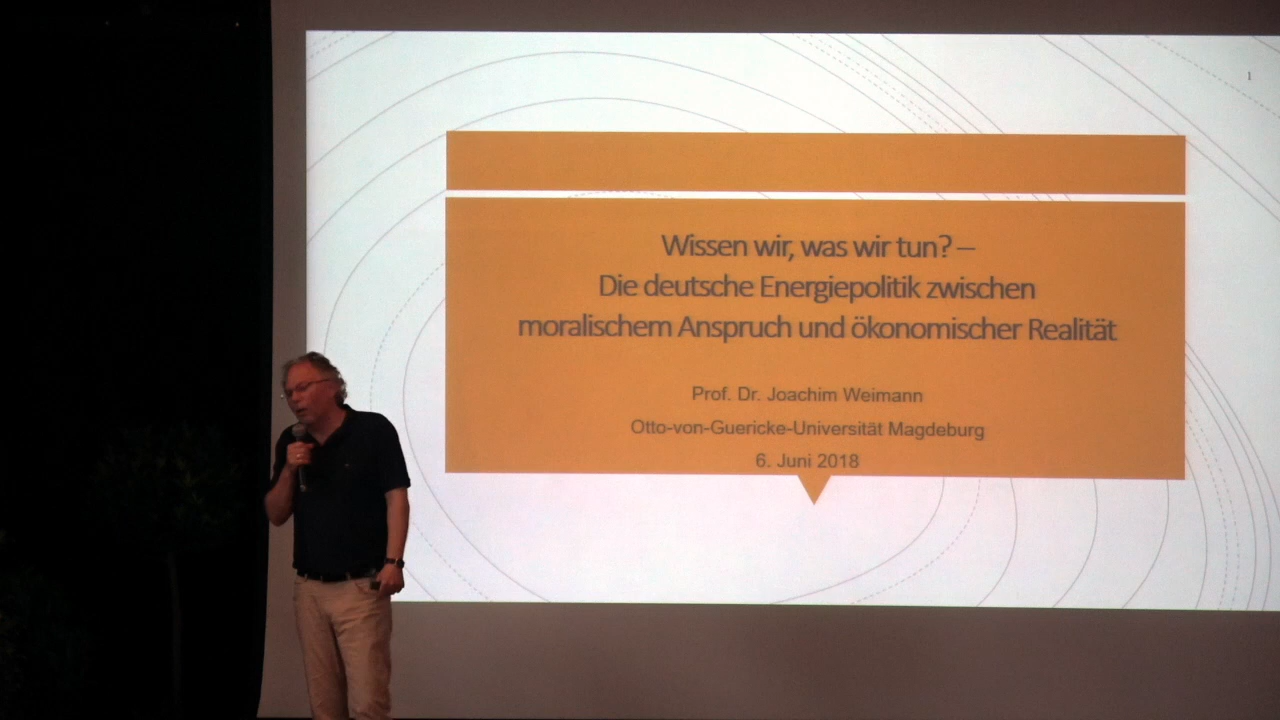 1
Wissen wir, was wir tun? –
Die deutsche Energiepolitik zwischen
moralischem Anspruch und ökonomischer Realität
Prof. Dr. Joachim Weimann
Otto-von-Guericke-Universität Magdeburg
6. Juni 2018